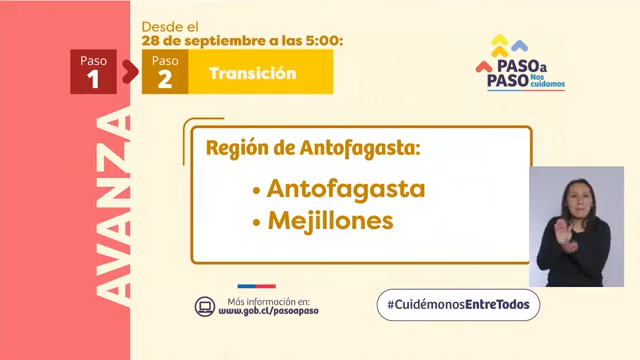 Desde el
28 de septiembre a las 5:00:
Paso
1
Paso
2
Transición
PASO a
PASO Nos
cuidamos
AVANZA
Región de Antofagasta:
• Antofagasta
• Mejillones
Más información en:
www.gob.cl/pasoapaso
#CuidémonosEntreTodos